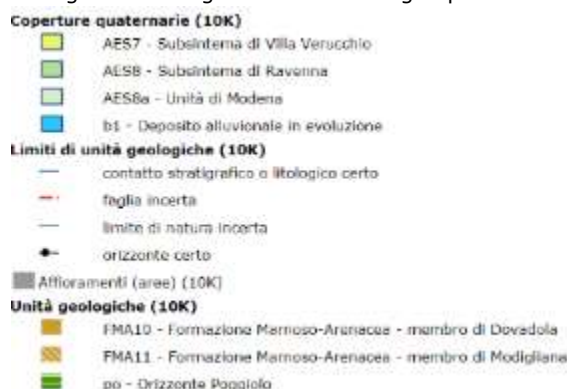 Coperture quaternarie (10K)
AES7 - Subsintema di Villa Verucchio
AES8 - Subsintema di Ravenna
AES8a - Unità di Modena
b1 - Deposito alluvionale in evoluzione
Limiti di unità geologiche (10K)
contatto stratigrafico o litologico certo
faglia incerta
limite di natura incerta
orizzonte certo
Affioramenti (aree) (10K)
Unità geologiche (10K)
FMA10 - Formazione Marnoso-Arenacea - membro di Dovadola
FMA11 - Formazione Marnoso-Arenacea - membro di Modigliana
po - Orizzonte Poggiolo